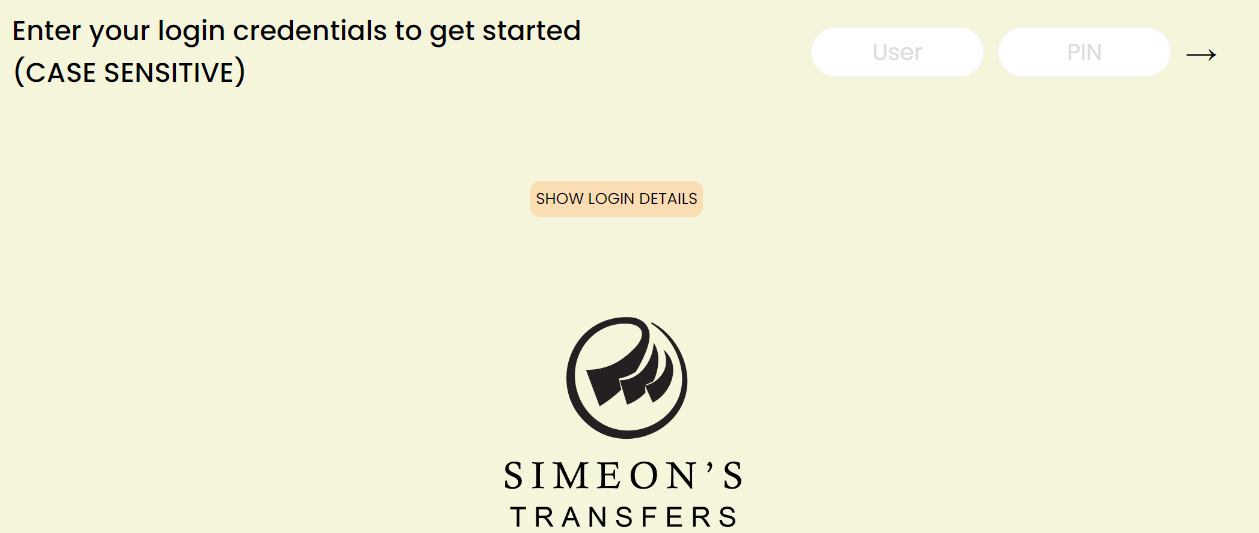 Enter your login credentials to get started
(CASE SENSITIVE)
User
PIN
→
SHOW LOGIN DETAILS
SIMEON’S
TRANSFERS